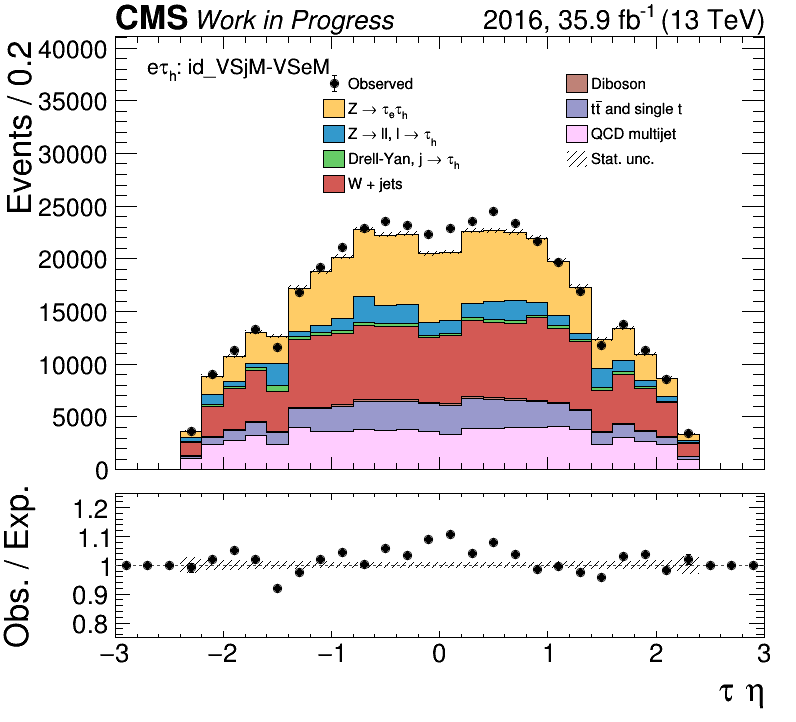 CMS Work in Progress 2016, 35.9 fb⁻¹ (13 TeV)
Events / 0.2
40000
35000
30000
25000
20000
15000
10000
5000
0
eτₕ: id_VSjM-VSeM
Observed
Z → τₑτₕ
Z → ll, l → τₕ
Drell-Yan, j → τₕ
W + jets
Diboson
tt̄ and single t
QCD multijet
Stat. unc.
Obs. / Exp.
1.2
1.1
1
0.9
0.8
−3 −2 −1 0 1 2 3
τ η